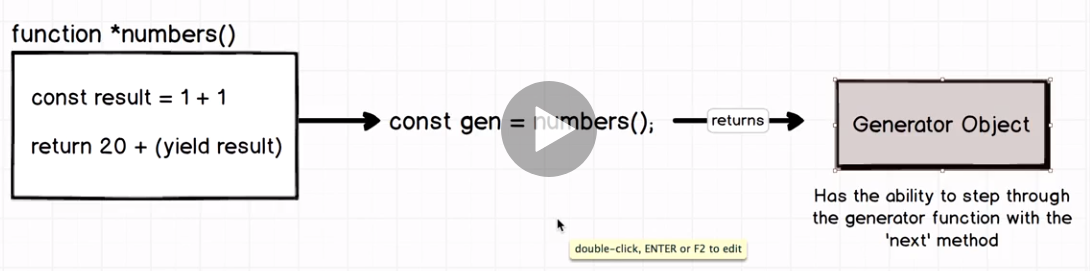 function *numbers()
const result = 1 + 1
return 20 + (yield result)
const gen = numbers();
returns
Generator Object
Has the ability to step through
the generator function with the
'next' method
double-click, ENTER or F2 to edit